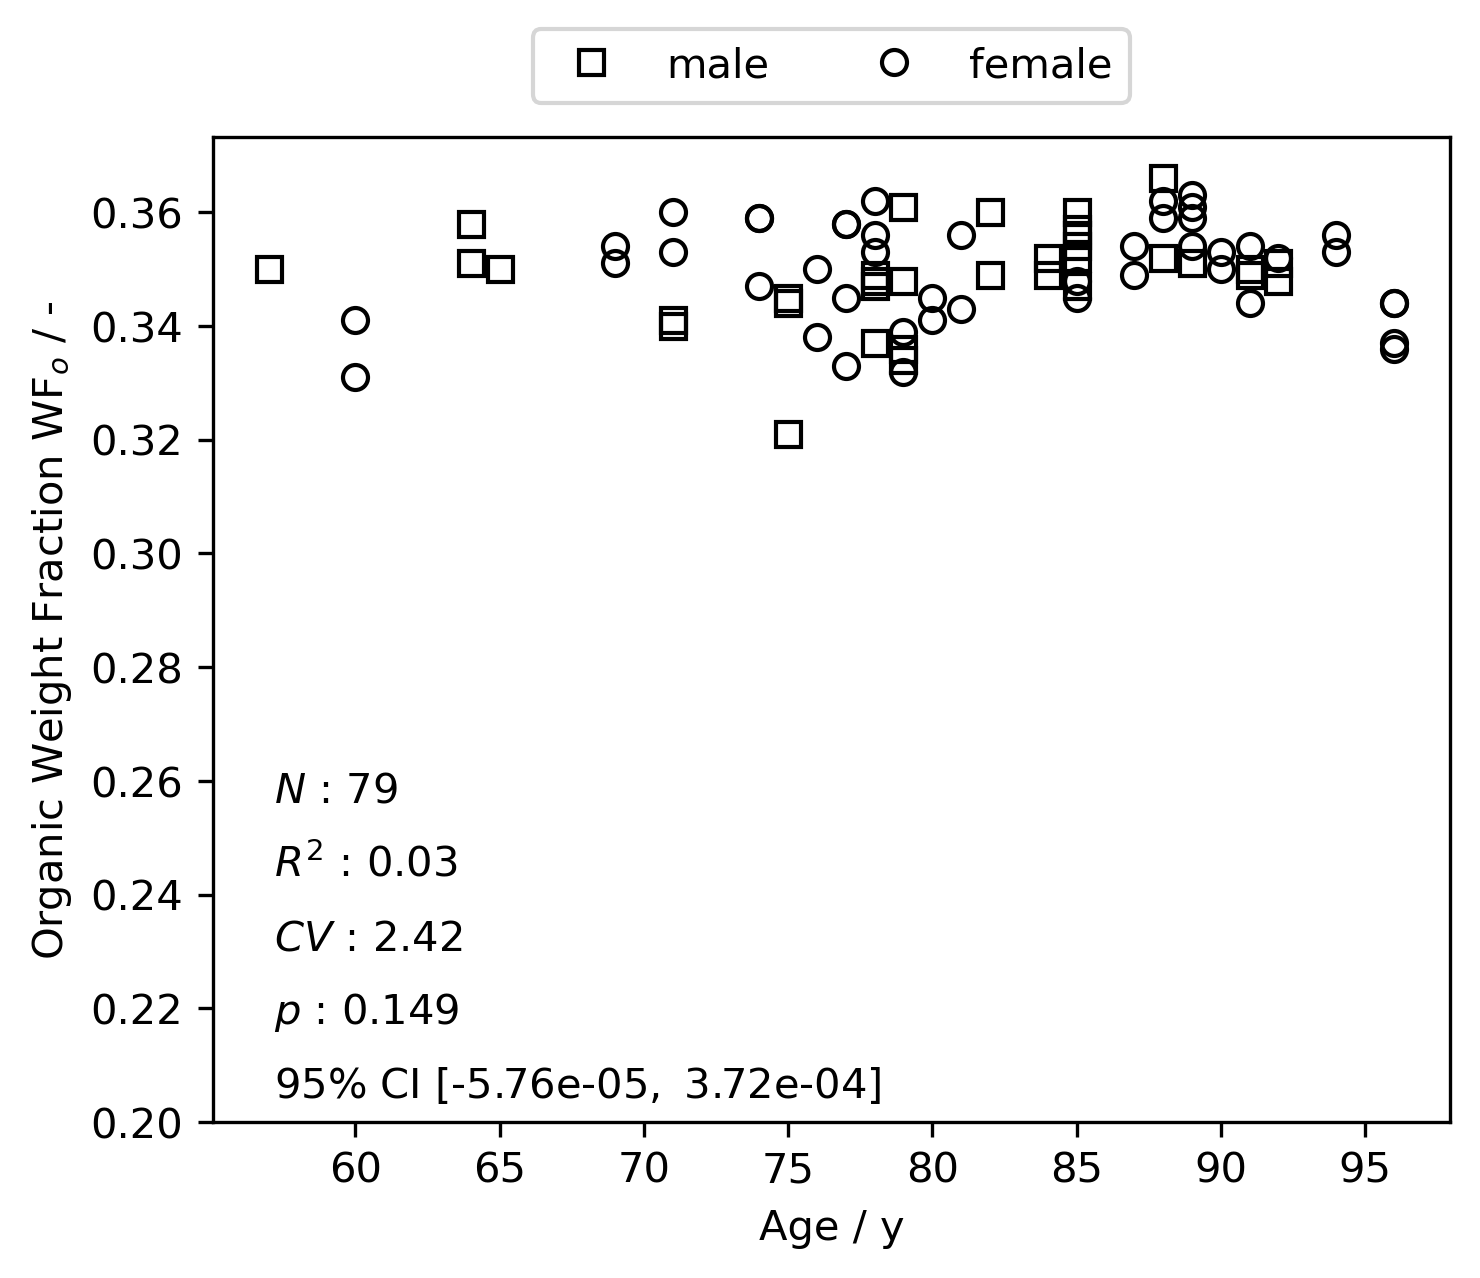 male female
0.36
0.34
0.32
0.30
0.28
0.26
0.24
0.22
0.20
Organic Weight Fraction WFₒ / -
N : 79
R² : 0.03
CV : 2.42
p : 0.149
95% CI [-5.76e-05, 3.72e-04]
60 65 70 75 80 85 90 95
Age / y